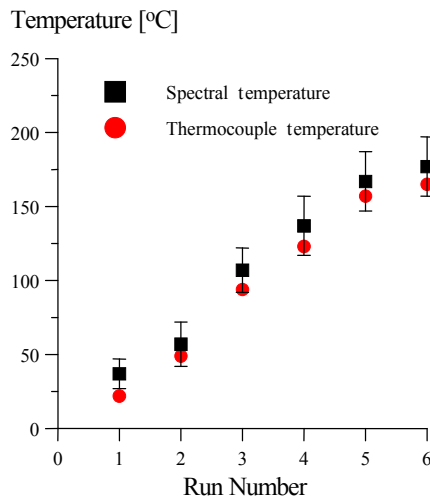 Temperature [°C]
250
Spectral temperature
Thermocouple temperature
200
150
100
50
0
0 1 2 3 4 5 6
Run Number